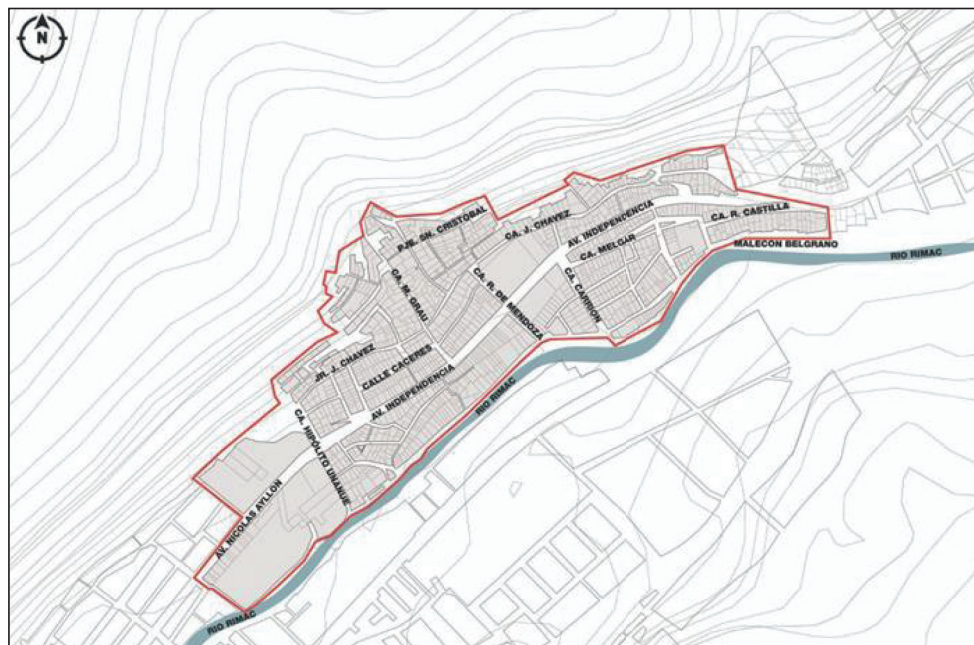 N
PJE. SN. CRISTOBAL
CA. J. CHAVEZ
AV. INDEPENDENCIA
CA. R. CASTILLA
CA. MELGAR
MALECON BELGRANO
RIO RIMAC
CA. M. GRAU
CA. R. DE MENDOZA
CA. CARRION
JR. J. CHAVEZ
CALLE CACERES
AV. INDEPENDENCIA
RIO RIMAC
CA. HIPÓLITO UNANUE
AV. NICOLAS AYLLON
RIO RIMAC